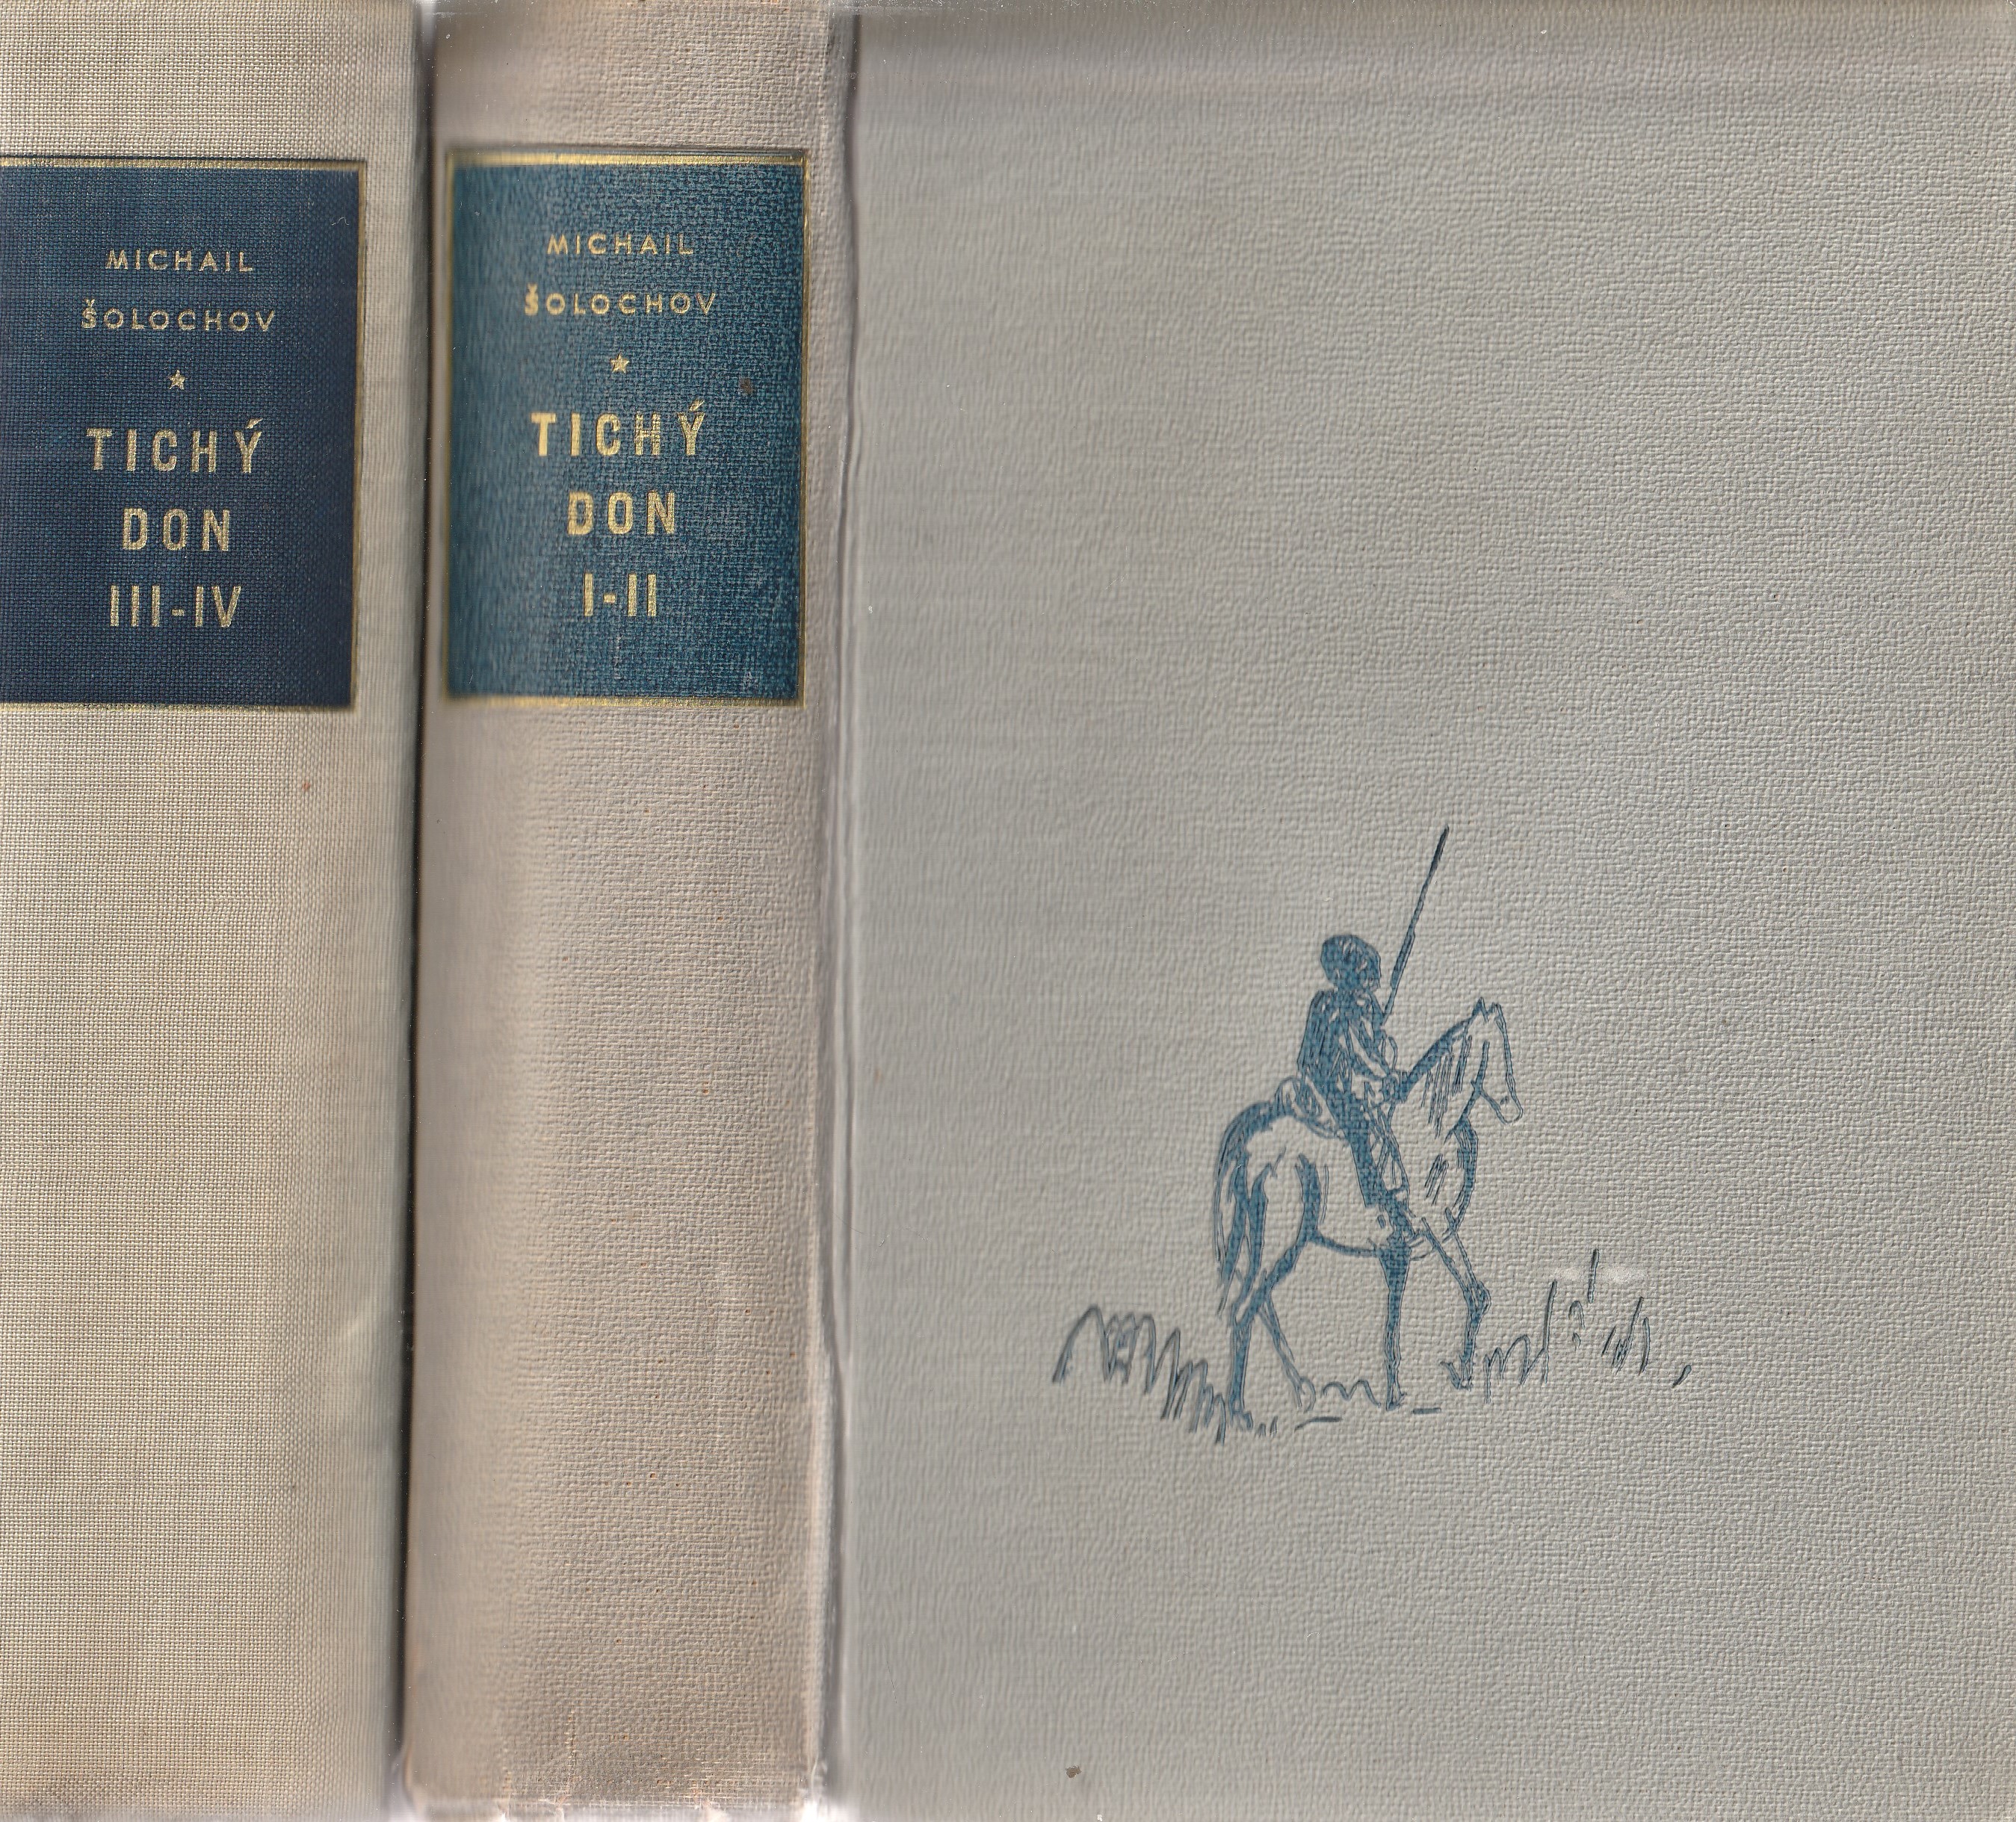 MICHAIL
ŠOLOCHOV
TICHÝ
DON
III-IV
MICHAIL
ŠOLOCHOV
TICHÝ
DON
I-II